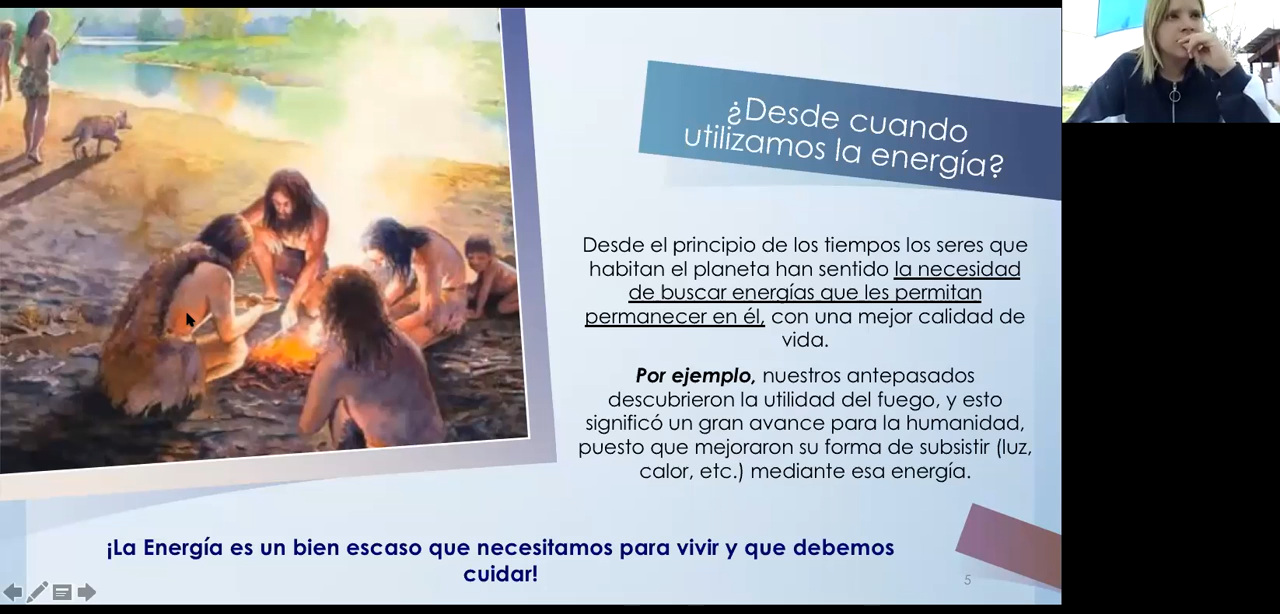 ¿Desde cuando
utilizamos la energía?
Desde el principio de los tiempos los seres que
habitan el planeta han sentido la necesidad
de buscar energías que les permitan
permanecer en él, con una mejor calidad de
vida.
Por ejemplo, nuestros antepasados
descubrieron la utilidad del fuego, y esto
significó un gran avance para la humanidad,
puesto que mejoraron su forma de subsistir (luz,
calor, etc.) mediante esa energía.
¡La Energía es un bien escaso que necesitamos para vivir y que debemos
cuidar!
5